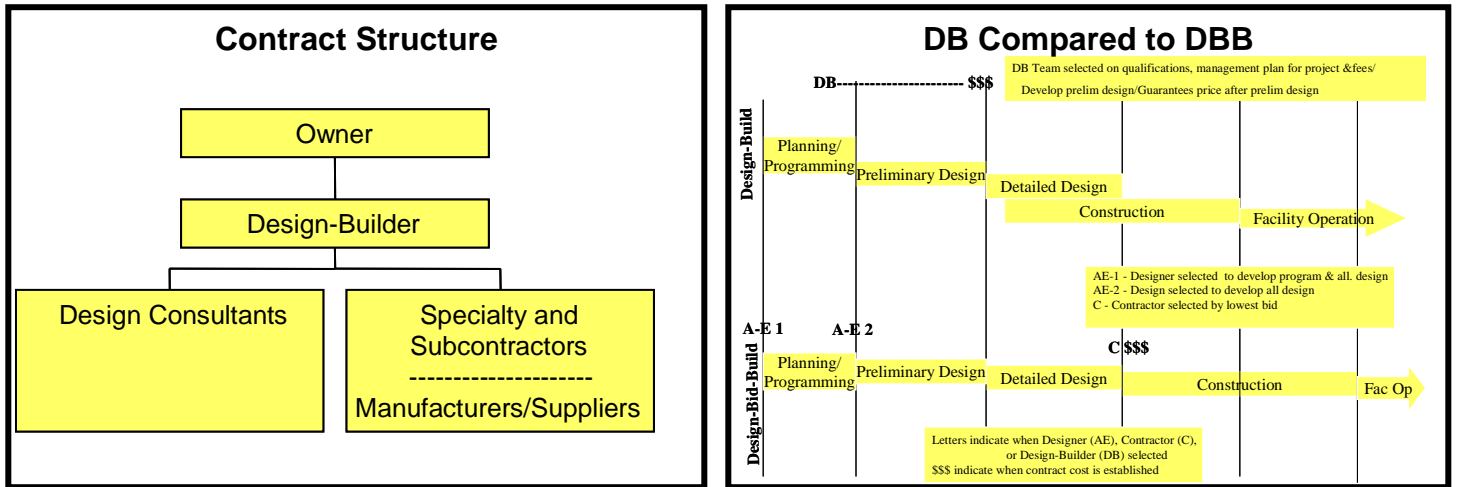 Contract Structure
Owner
Design-Builder
Design Consultants
Specialty and
Subcontractors
---------------------
Manufacturers/Suppliers
DB Compared to DBB
DB Team selected on qualifications, management plan for project &fees/
Develop prelim design/Guarantees price after prelim design
DB--------------------- $$$
Design-Build
Planning/
Programming
Preliminary Design
Detailed Design
Construction
Facility Operation
AE-1 - Designer selected to develop program & all. design
AE-2 - Design selected to develop all design
C - Contractor selected by lowest bid
A-E 1
A-E 2
C $$$
Design-Bid-Build
Planning/
Programming
Preliminary Design
Detailed Design
Construction
Fac Op
Letters indicate when Designer (AE), Contractor (C),
or Design-Builder (DB) selected
$$$ indicate when contract cost is established